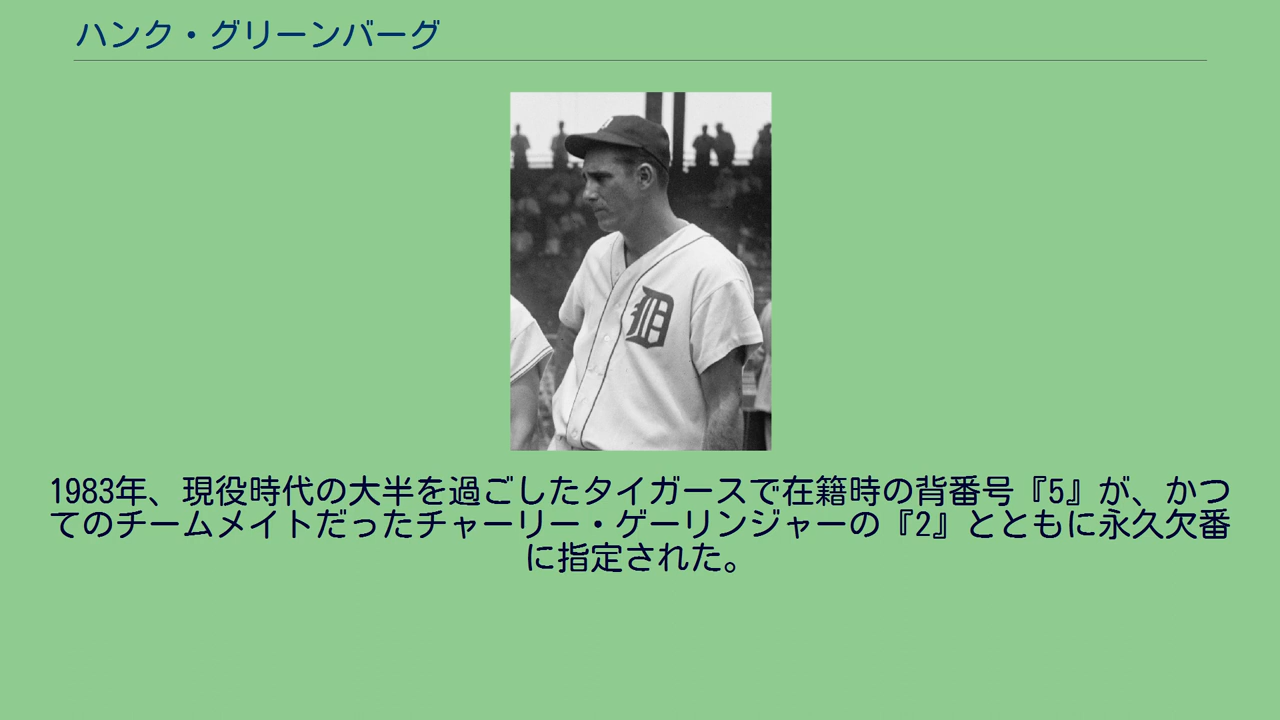 ハンク・グリーンバーグ
D
1983年、現役時代の大半を過ごしたタイガースで在籍時の背番号『5』が、かつ
てのチームメイトだったチャーリー・ゲーリンジャーの『2』とともに永久欠番
に指定された。